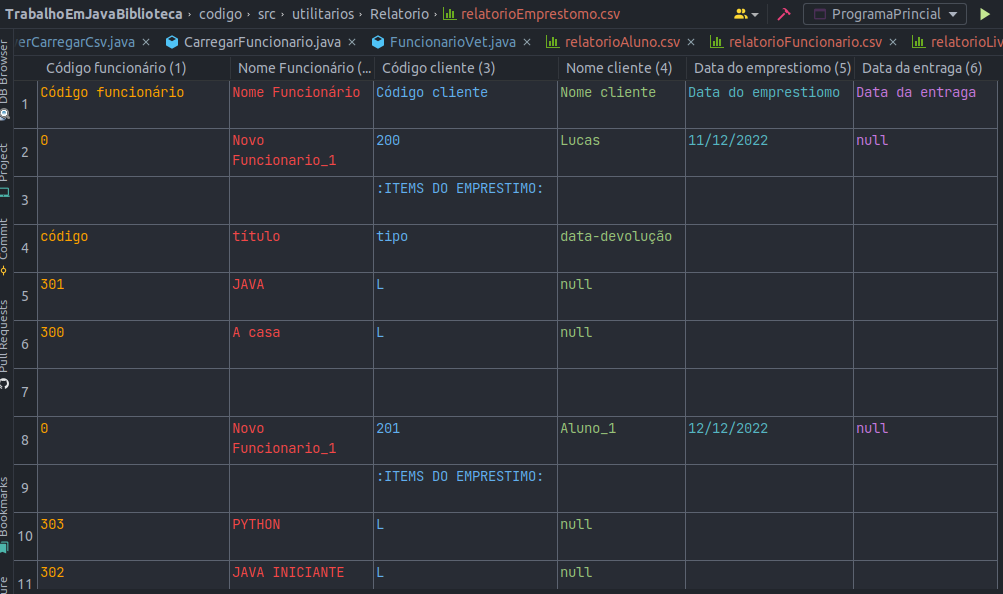 TrabalhoEmJavaBiblioteca › codigo › src › utilitarios › Relatorio › relatorioEmprestomo.csv ProgramaPrincial
verCarregarCsv.java × CarregarFuncionario.java × FuncionarioVet.java × relatorioAluno.csv × relatorioFuncionario.csv × relatorioLiv
DB Browser
Project
Commit
Pull Requests
Bookmarks
ure
Código funcionário (1) Nome Funcionário (... Código cliente (3) Nome cliente (4) Data do emprestiomo (5) Data da entraga (6)
1 Código funcionário Nome Funcionário Código cliente Nome cliente Data do emprestiomo Data da entraga
2 0 Novo 200 Lucas 11/12/2022 null
Funcionario_1
3 :ITEMS DO EMPRESTIMO:
4 código título tipo data-devolução
5 301 JAVA L null
6 300 A casa L null
7
8 0 Novo 201 Aluno_1 12/12/2022 null
Funcionario_1
9 :ITEMS DO EMPRESTIMO:
10 303 PYTHON L null
11 302 JAVA INICIANTE L null